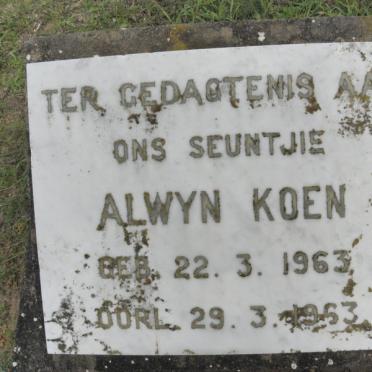 TER GEDAGTENIS AA
ONS SEUNTJIE
ALWYN KOEN
GEB. 22. 3. 1963
OORL. 29. 3. 1963